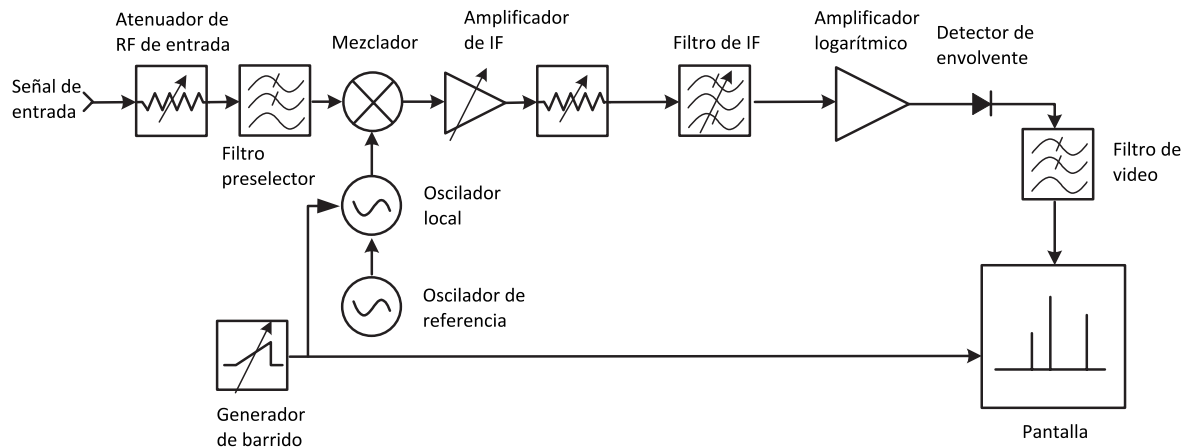 Atenuador de
RF de entrada
Mezclador
Amplificador
de IF
Filtro de IF
Amplificador
logarítmico
Detector de
envolvente
Señal de
entrada
Filtro
preselector
Filtro de
video
Oscilador
local
Oscilador de
referencia
Generador
de barrido
Pantalla